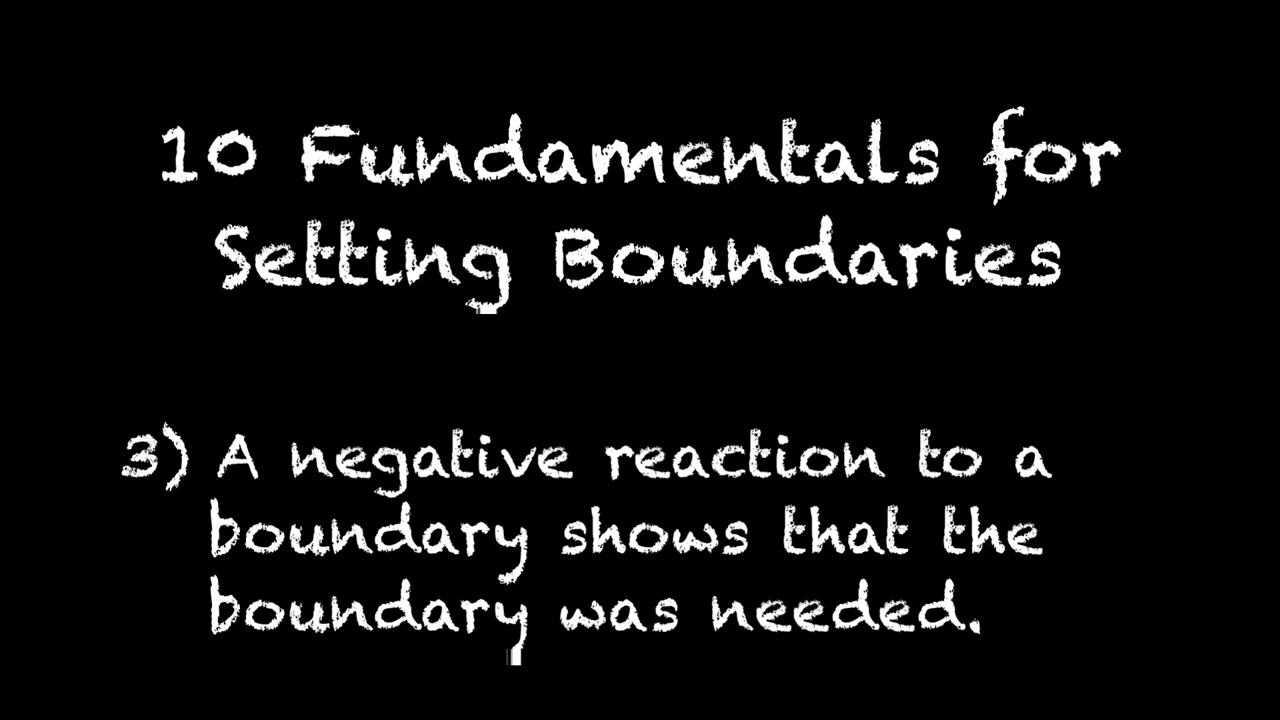 10 Fundamentals for
Setting Boundaries
3) A negative reaction to a
boundary shows that the
boundary was needed.